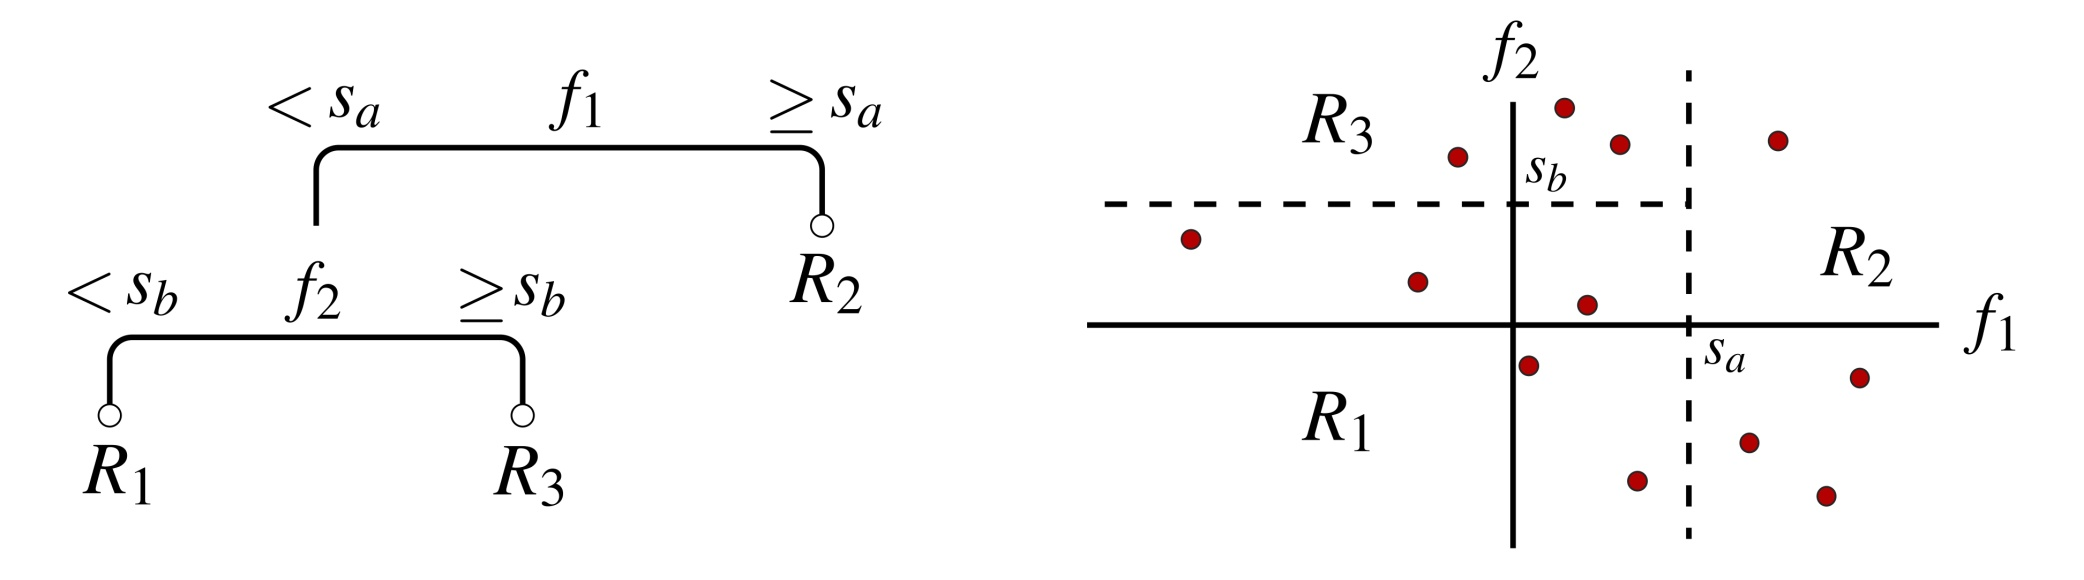 < s_a f_1 ≥ s_a
< s_b f_2 ≥ s_b
R_2
R_1
R_3
f_2
R_3
s_b
R_2
f_1
s_a
R_1